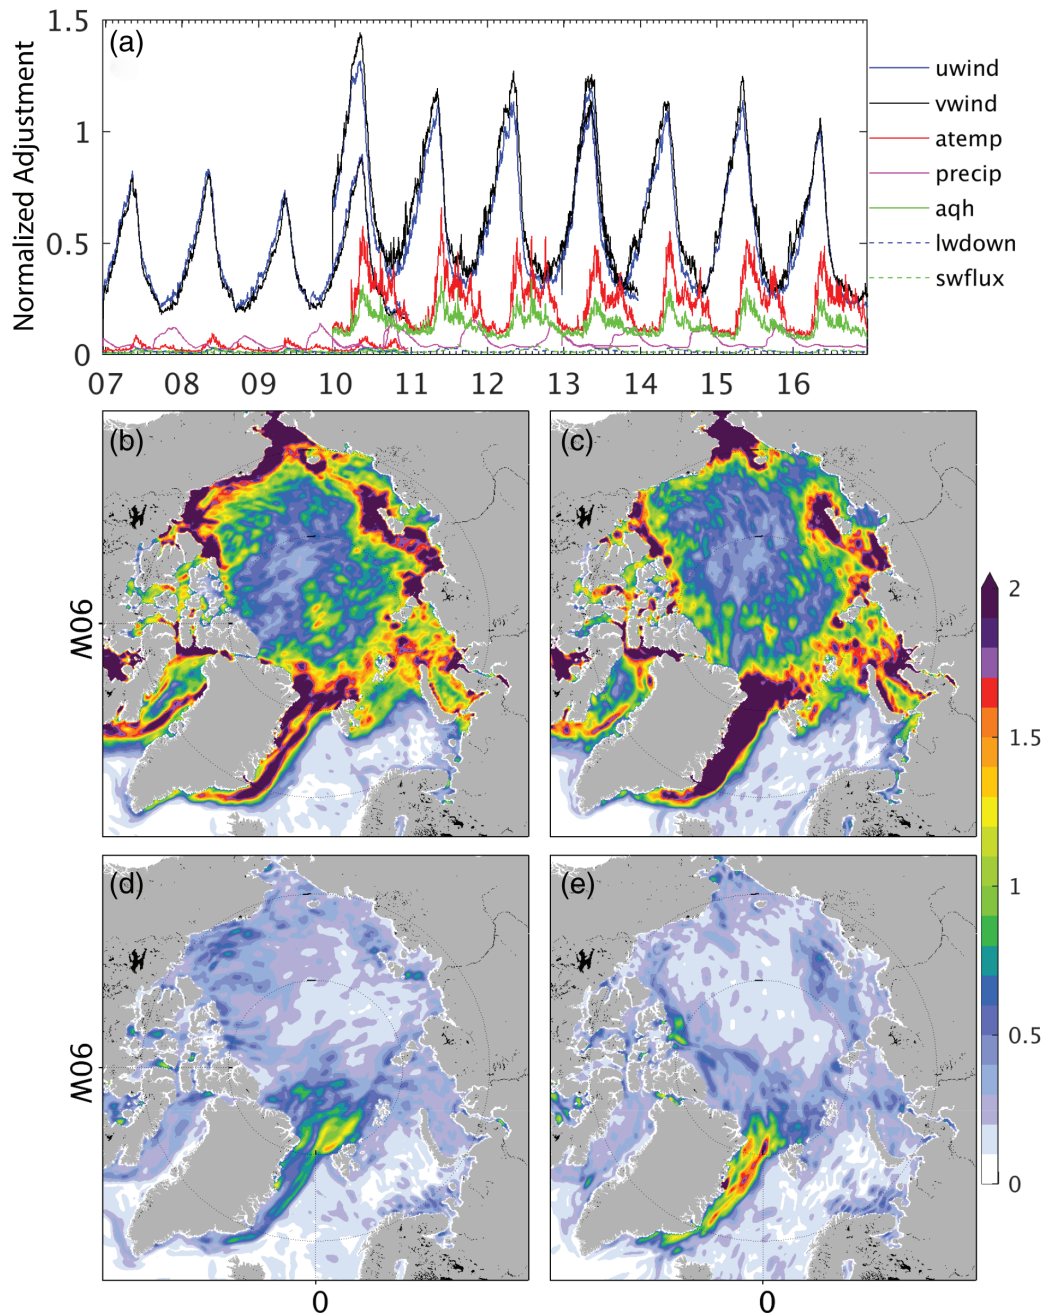 1.5
(a)
1
0.5
0
Normalized Adjustment
uwind
vwind
atemp
precip
aqh
lwdown
swflux
07 08 09 10 11 12 13 14 15 16
(b)
(c)
90W
2
1.5
1
0.5
0
(d)
(e)
90W
0
0